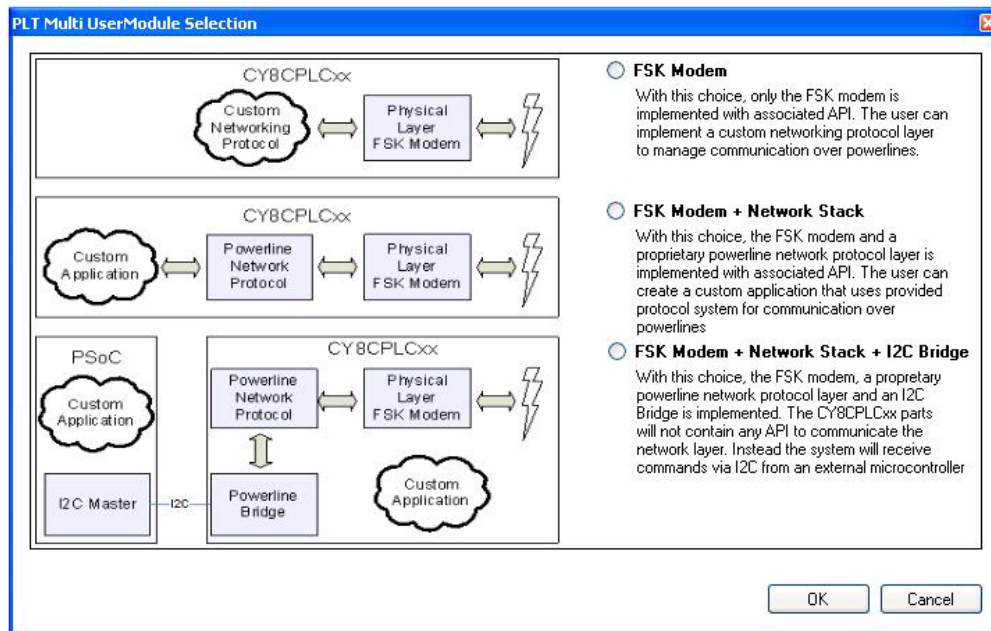 PLT Multi UserModule Selection
CY8CPLCxx
Custom
Networking
Protocol
Physical
Layer
FSK Modem
FSK Modem
With this choice, only the FSK modem is
implemented with associated API. The user can
implement a custom networking protocol layer
to manage communication over powerlines.
CY8CPLCxx
Custom
Application
Powerline
Network
Protocol
Physical
Layer
FSK Modem
FSK Modem + Network Stack
With this choice, the FSK modem and a
proprietary powerline network protocol layer is
implemented with associated API. The user can
create a custom application that uses provided
protocol system for communication over
powerlines
PSoC
Custom
Application
I2C Master
I2C
CY8CPLCxx
Powerline
Network
Protocol
Physical
Layer
FSK Modem
Powerline
Bridge
Custom
Application
FSK Modem + Network Stack + I2C Bridge
With this choice, the FSK modem, a propretary
powerline network protocol layer and an I2C
Bridge is implemented. The CY8CPLCxx parts
will not contain any API to communicate the
network layer. Instead the system will receive
commands via I2C from an external microcontroller
OK
Cancel